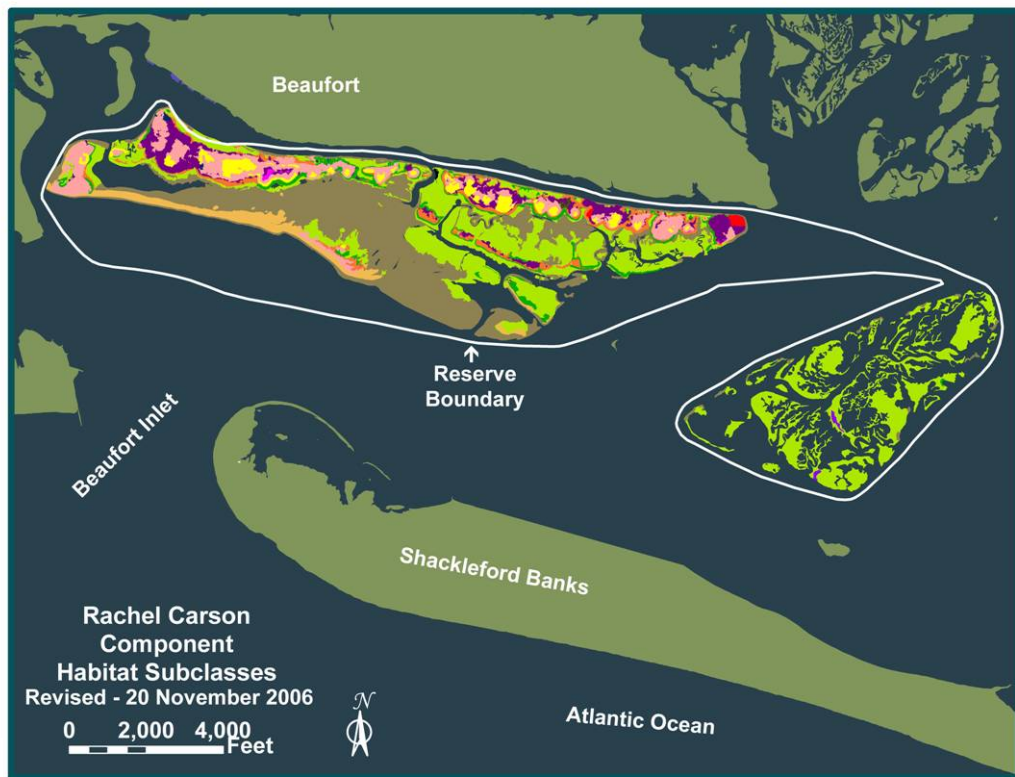 Beaufort
Reserve
Boundary
Beaufort Inlet
Shackleford Banks
Rachel Carson
Component
Habitat Subclasses
Revised - 20 November 2006
0 2,000 4,000
Feet
N
Atlantic Ocean